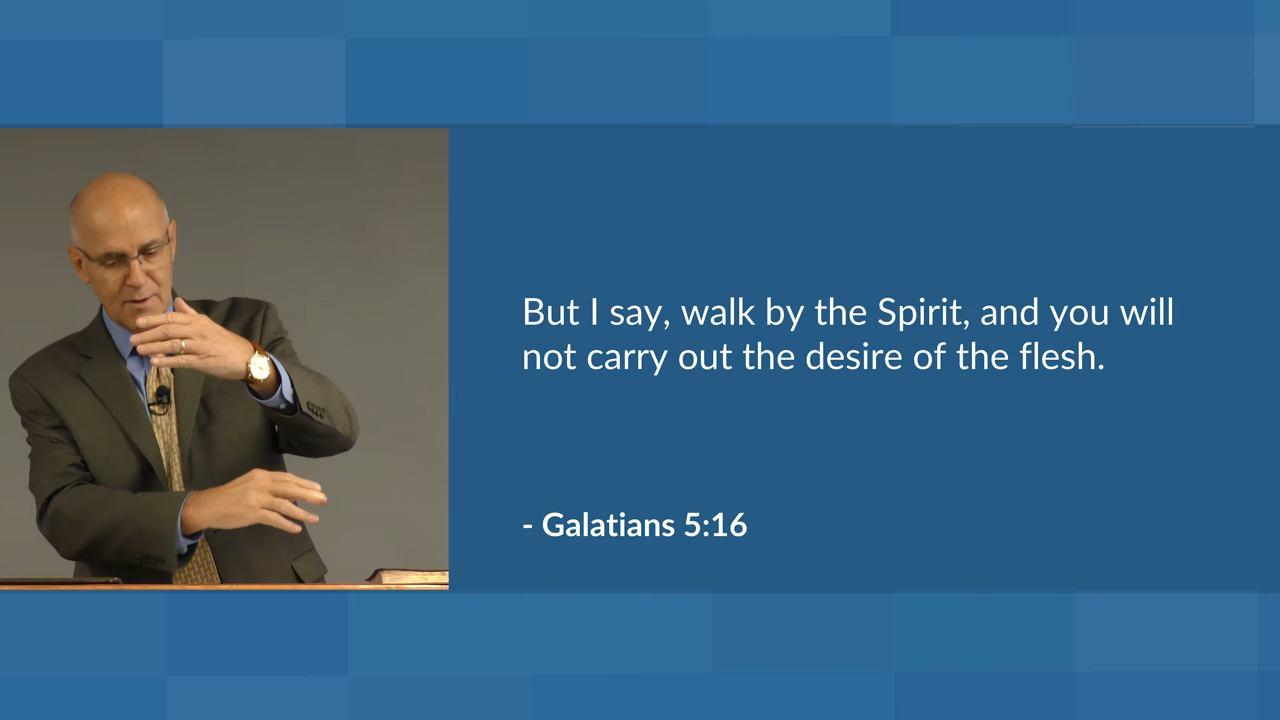 But I say, walk by the Spirit, and you will
not carry out the desire of the flesh.
- Galatians 5:16